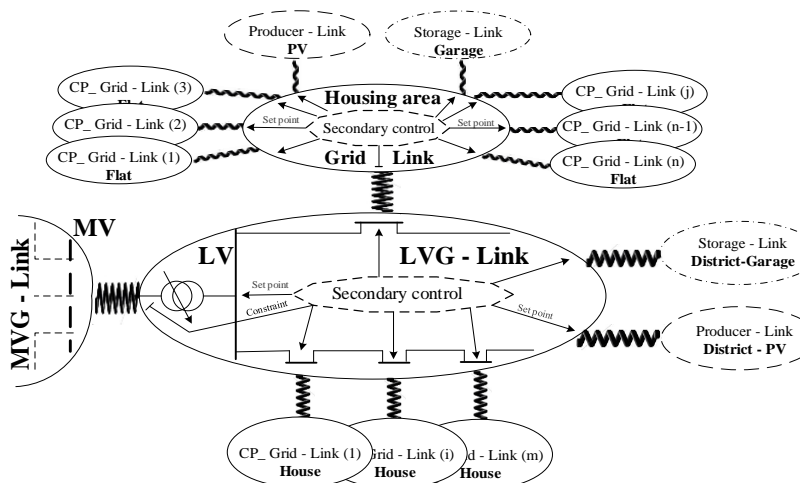 Producer - Link
PV
Storage - Link
Garage
CP_ Grid - Link (3)
CP_ Grid - Link (2)
CP_ Grid - Link (1)
Flat
Housing area
Secondary control
Set point
Set point
Grid Link
CP_ Grid - Link (j)
CP_ Grid - Link (n-1)
CP_ Grid - Link (n)
Flat
MVG - Link
MV
LV
LVG - Link
Set point
Secondary control
Constraint
Set point
Storage - Link
District-Garage
Producer - Link
District - PV
CP_ Grid - Link (1)
House
Grid - Link (i)
House
Grid - Link (m)
House